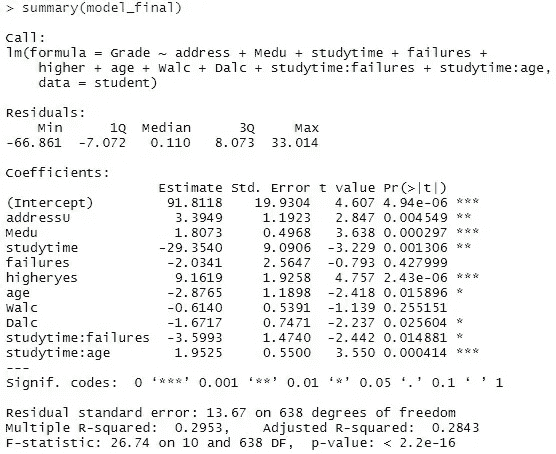 > summary(model_final)
Call:
lm(formula = Grade ~ address + Medu + studytime + failures +
    higher + age + Walc + Dalc + studytime:failures + studytime:age,
    data = student)
Residuals:
    Min      1Q  Median      3Q     Max
-66.861  -7.072   0.110   8.073  33.014
Coefficients:
                   Estimate Std. Error t value Pr(>|t|)
(Intercept)         91.8118    19.9304   4.607 4.94e-06 ***
addressU             3.3949     1.1923   2.847 0.004549 **
Medu                 1.8073     0.4968   3.638 0.000297 ***
studytime          -29.3540     9.0906  -3.229 0.001306 **
failures            -2.0341     2.5647  -0.793 0.427999
higheryes            9.1619     1.9258   4.757 2.43e-06 ***
age                 -2.8765     1.1898  -2.418 0.015896 *
Walc                -0.6140     0.5391  -1.139 0.255151
Dalc                -1.6717     0.7471  -2.237 0.025604 *
studytime:failures  -3.5993     1.4740  -2.442 0.014881 *
studytime:age        1.9525     0.5500   3.550 0.000414 ***
---
Signif. codes:  0 ‘***’ 0.001 ‘**’ 0.01 ‘*’ 0.05 ‘.’ 0.1 ‘ ’ 1
Residual standard error: 13.67 on 638 degrees of freedom
Multiple R-squared:  0.2953,    Adjusted R-squared:  0.2843
F-statistic: 26.74 on 10 and 638 DF,  p-value: < 2.2e-16